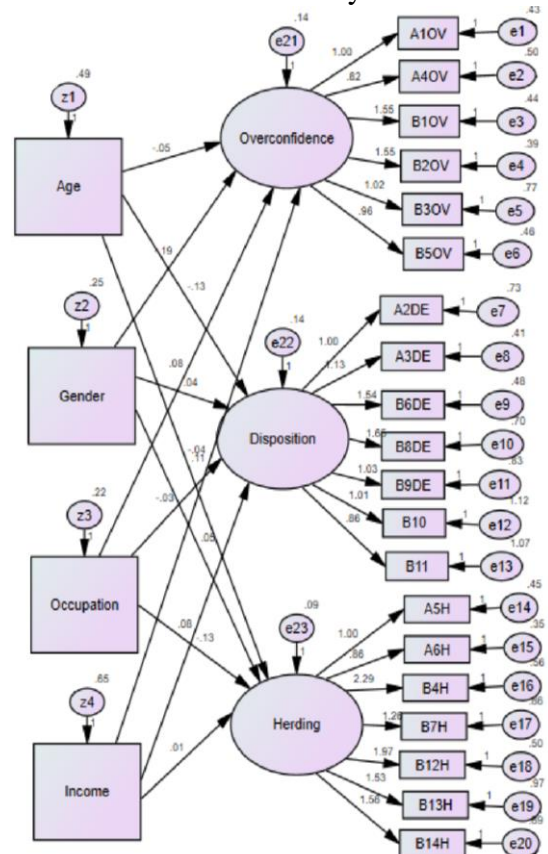 .14
e21
1
.49
z1
1
Age
-.05
Overconfidence
1.00
.82
1.55
1.55
1.02
.96
A1OV
1
e1
.43
A4OV
1
e2
.50
B1OV
1
e3
.44
B2OV
1
e4
.39
B3OV
1
e5
.77
B5OV
1
e6
.46
.19
-.13
.25
z2
1
Gender
.08
.04
.14
e22
1
Disposition
1.00
1.13
1.54
1.03
1.01
.86
A2DE
1
e7
.73
A3DE
1
e8
.41
B6DE
1
e9
.48
B8DE
1
e10
.70
B9DE
1
e11
.83
B10
1
e12
1.12
B11
1
e13
1.07
-.04
.11
-.03
.05
.22
z3
1
Occupation
.08
-.13
.09
e23
1
Herding
1.00
.86
2.29
1.97
1.53
1.56
A5H
1
e14
.45
A6H
1
e15
.35
B4H
1
e16
.56
B7H
1
e17
B12H
1
e18
.50
B13H
1
e19
.97
B14H
1
e20
.65
z4
1
Income
.01